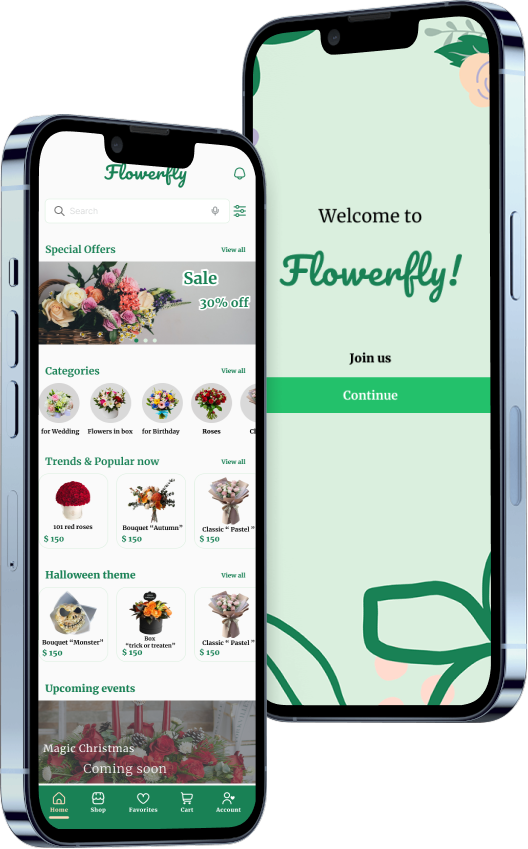 Flowerfly
Search
Special Offers
View all
Sale
30% off
Categories
View all
for Wedding
Flowers in box
for Birthday
Roses
Trends & Popular now
View all
101 red roses
$ 150
Bouquet “Autumn”
$ 150
Classic “ Pastel ”
$ 150
Halloween theme
View all
Bouquet “Monster”
$ 150
Box
“trick or treaten”
$ 150
Classic “ Pastel ”
$ 150
Upcoming events
Magic Christmas
Coming soon
Home
Shop
Favorites
Cart
Account
Welcome to
Flowerfly!
Join us
Continue